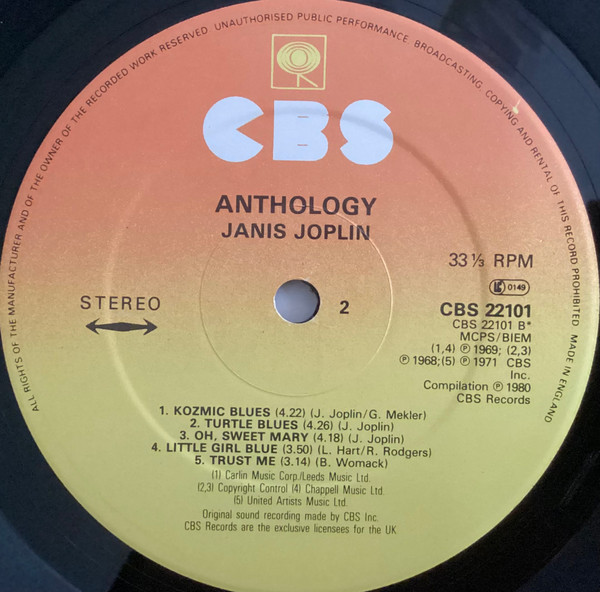 ALL RIGHTS OF THE MANUFACTURER AND OF THE OWNER OF THE RECORDED WORK RESERVED UNAUTHORISED PUBLIC PERFORMANCE, BROADCASTING, COPYING AND RENTAL OF THIS RECORD PROHIBITED MADE IN ENGLAND
CBS
ANTHOLOGY
JANIS JOPLIN
33 ⅓ RPM
LC 0149
STEREO
2
CBS 22101
CBS 22101 B*
MCPS/BIEM
(1,4) ℗ 1969; (2,3)
℗ 1968;(5) ℗ 1971 CBS
Inc.
Compilation ℗ 1980
CBS Records
1. KOZMIC BLUES (4.22) (J. Joplin/G. Mekler)
2. TURTLE BLUES (4.26) (J. Joplin)
3. OH, SWEET MARY (4.18) (J. Joplin)
4. LITTLE GIRL BLUE (3.50) (L. Hart/R. Rodgers)
5. TRUST ME (3.14) (B. Womack)
(1) Carlin Music Corp./Leeds Music Ltd.
(2,3) Copyright Control (4) Chappell Music Ltd.
(5) United Artists Music Ltd.
Original sound recording made by CBS Inc.
CBS Records are the exclusive licensees for the UK